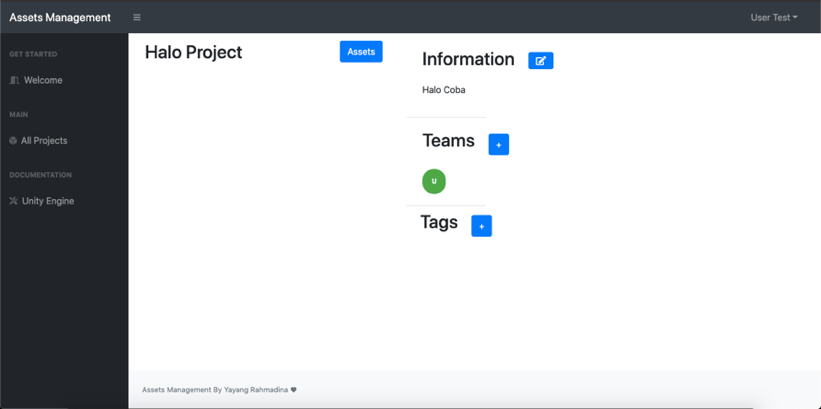 Assets Management
User Test
GET STARTED
Welcome
MAIN
All Projects
DOCUMENTATION
Unity Engine
Halo Project
Assets
Information
Halo Coba
Teams
+
U
Tags
+
Assets Management By Yayang Rahmadina ♥